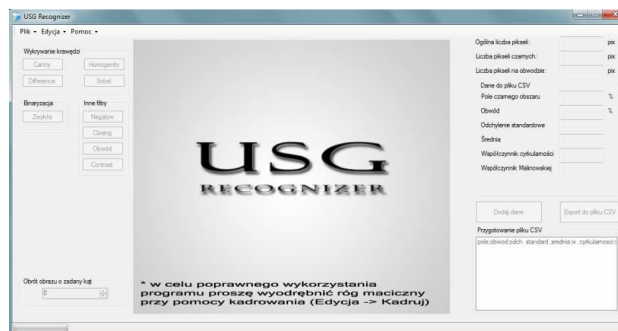 USG Recognizer
Plik Edycja Pomoc
Wykrywanie krawędzi
Canny Homogenity
Difference Sobel
Binaryzacja Inne filtry
Zwykła Negatyw
Closing
Obwód
Contrast
Obrót obrazu o zadany kąt
0
USG
RECOGNIZER
* w celu poprawnego wykorzystania
programu proszę wyodrębnić róg maciczny
przy pomocy kadrowania (Edycja -> Kadruj)
Ogólna liczba pikseli: pix
Liczba pikseli czarnych: pix
Liczba pikseli na obwodzie: pix
Dane do pliku CSV
Pole czarnego obszaru %
Obwód %
Odchylenie standardowe
Średnia
Współczynnik cyrkularności
Współczynnik Malinowskiej
Dodaj dane Export do pliku CSV
Przygotowanie pliku CSV
pole;obwod;odch. standard.;srednia;w. cyrkularnosci;